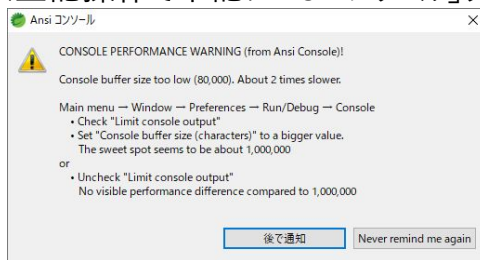 Ansi コンソール
CONSOLE PERFORMANCE WARNING (from Ansi Console)!
Console buffer size too low (80,000). About 2 times slower.
Main menu → Window → Preferences → Run/Debug → Console
• Check "Limit console output"
• Set "Console buffer size (characters)" to a bigger value.
The sweet spot seems to be about 1,000,000
or
• Uncheck "Limit console output"
No visible performance difference compared to 1,000,000
後で通知
Never remind me again